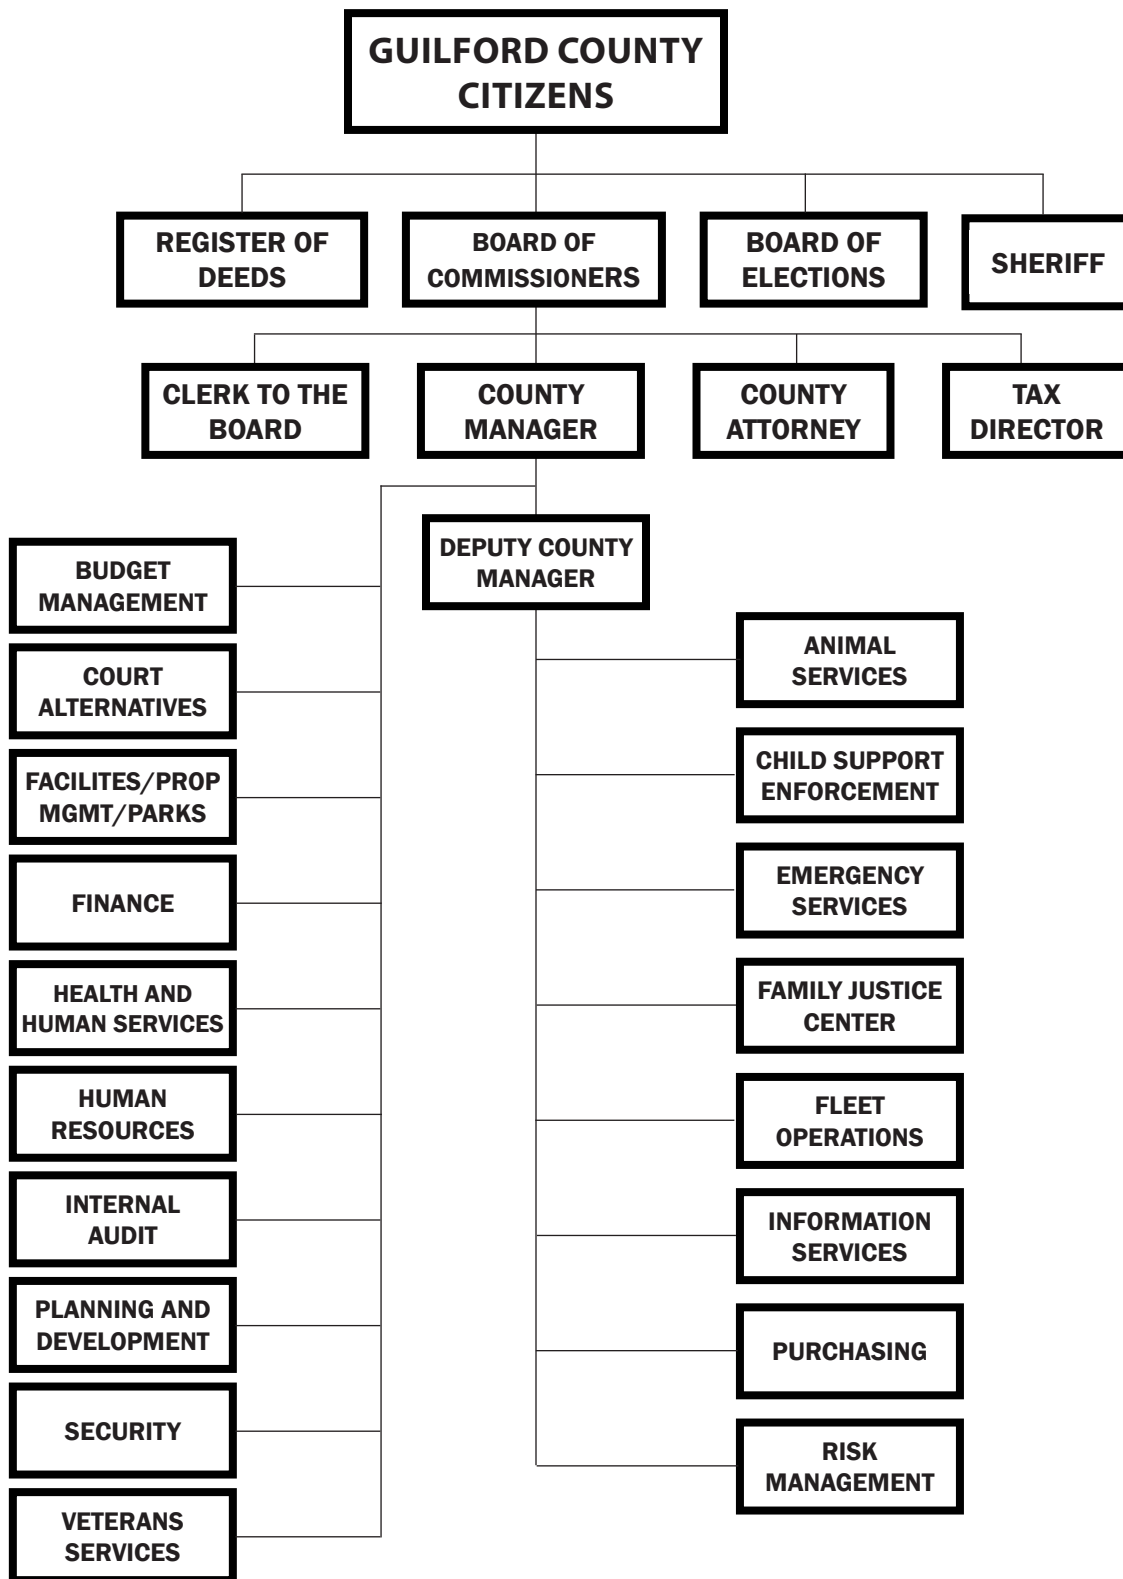 GUILFORD COUNTY
CITIZENS
REGISTER OF
DEEDS
BOARD OF
COMMISSIONERS
BOARD OF
ELECTIONS
SHERIFF
CLERK TO THE
BOARD
COUNTY
MANAGER
COUNTY
ATTORNEY
TAX
DIRECTOR
DEPUTY COUNTY
MANAGER
BUDGET
MANAGEMENT
COURT
ALTERNATIVES
FACILITES/PROP
MGMT/PARKS
FINANCE
HEALTH AND
HUMAN SERVICES
HUMAN
RESOURCES
INTERNAL
AUDIT
PLANNING AND
DEVELOPMENT
SECURITY
VETERANS
SERVICES
ANIMAL
SERVICES
CHILD SUPPORT
ENFORCEMENT
EMERGENCY
SERVICES
FAMILY JUSTICE
CENTER
FLEET
OPERATIONS
INFORMATION
SERVICES
PURCHASING
RISK
MANAGEMENT